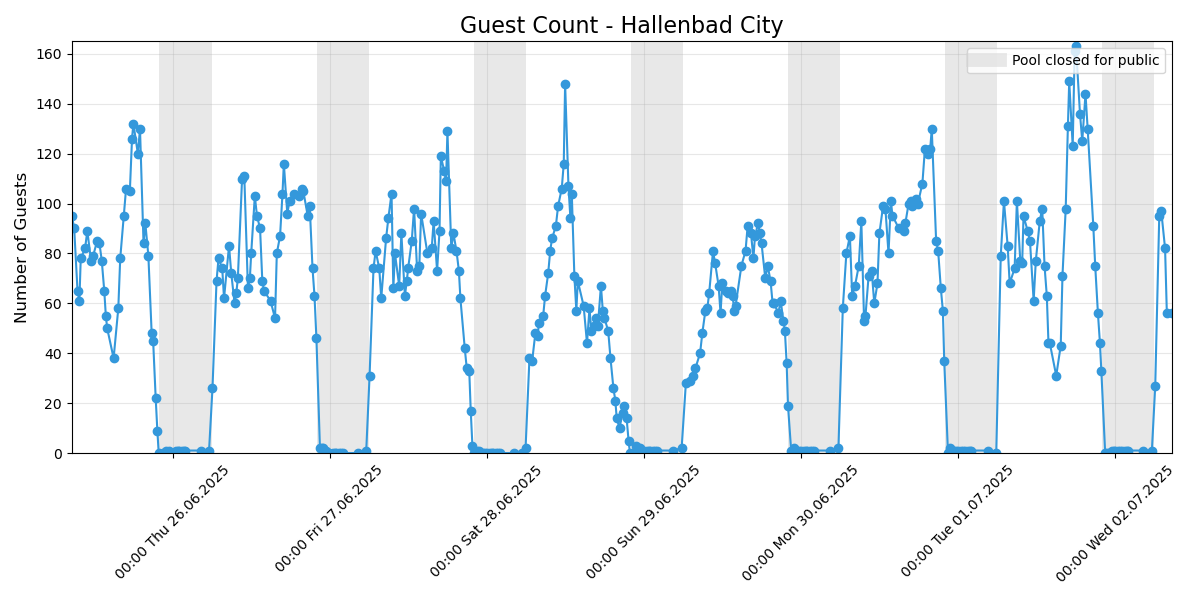 Guest Count - Hallenbad City
Pool closed for public
Number of Guests
160
140
120
100
80
60
40
20
0
00:00 Thu 26.06.2025
00:00 Fri 27.06.2025
00:00 Sat 28.06.2025
00:00 Sun 29.06.2025
00:00 Mon 30.06.2025
00:00 Tue 01.07.2025
00:00 Wed 02.07.2025